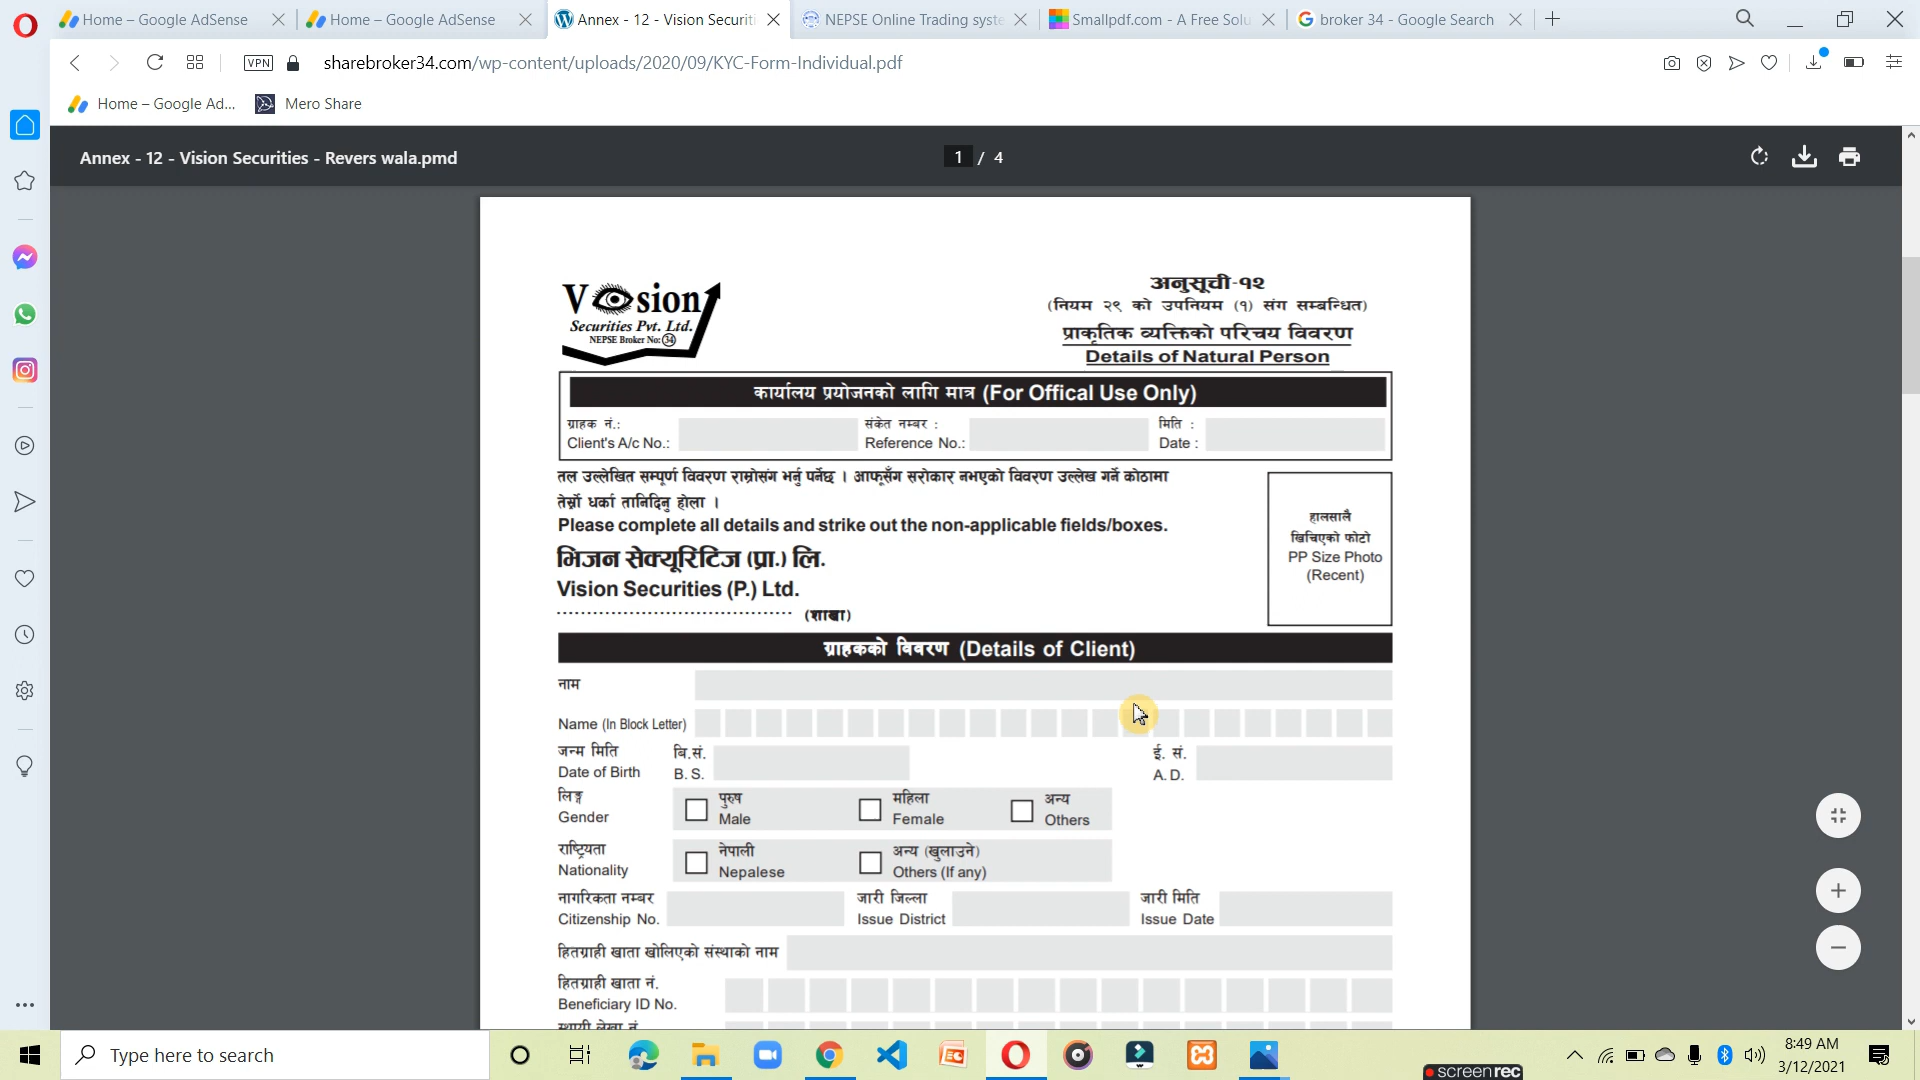 Home – Google AdSense
Home – Google AdSense
Annex - 12 - Vision Securiti
NEPSE Online Trading syste
Smallpdf.com - A Free Solu
broker 34 - Google Search
VPN
sharebroker34.com/wp-content/uploads/2020/09/KYC-Form-Individual.pdf
Home – Google Ad...
Mero Share
Annex - 12 - Vision Securities - Revers wala.pmd
1 / 4
Vision
Securities Pvt. Ltd.
NEPSE Broker No: 34
अनुसूची-१२
(नियम २९ को उपनियम (१) संग सम्बन्धित)
प्राकृतिक व्यक्तिको परिचय विवरण
Details of Natural Person
कार्यालय प्रयोजनको लागि मात्र (For Offical Use Only)
ग्राहक नं.:
Client's A/c No.:
संकेत नम्बर :
Reference No.:
मिति :
Date :
तल उल्लेखित सम्पूर्ण विवरण राम्रोसंग भर्नु पर्नेछ । आफूसँग सरोकार नभएको विवरण उल्लेख गर्ने कोठामा
तेर्सो धर्का तानिदिनु होला ।
Please complete all details and strike out the non-applicable fields/boxes.
हालसालै
खिचिएको फोटो
PP Size Photo
(Recent)
भिजन सेक्यूरिटिज (प्रा.) लि.
Vision Securities (P.) Ltd.
(शाखा)
ग्राहकको विवरण (Details of Client)
नाम
Name (In Block Letter)
जन्म मिति
Date of Birth
बि.सं.
B. S.
ई. सं.
A. D.
लिङ्ग
Gender
पुरुष
Male
महिला
Female
अन्य
Others
राष्ट्रियता
Nationality
नेपाली
Nepalese
अन्य (खुलाउने)
Others (If any)
नागरिकता नम्बर
Citizenship No.
जारी जिल्ला
Issue District
जारी मिति
Issue Date
हितग्राही खाता खोलिएको संस्थाको नाम
हितग्राही खाता नं.
Beneficiary ID No.
स्थायी लेखा नं
Type here to search
screenrec
8:49 AM
3/12/2021